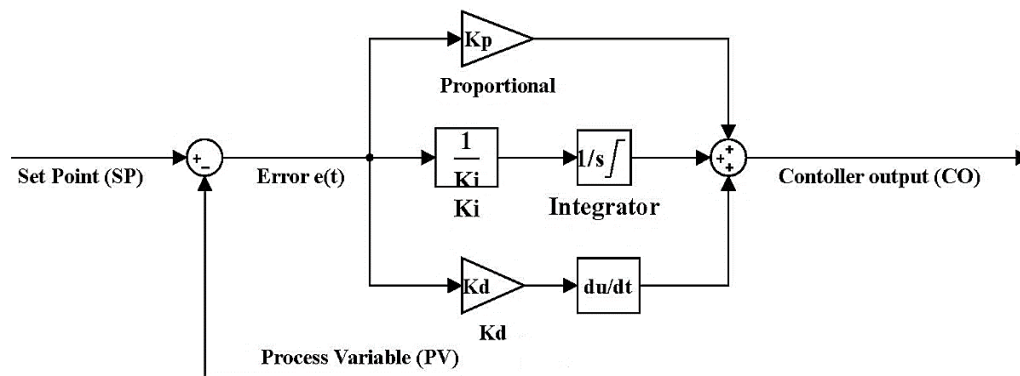 Kp
Proportional
+
-
Set Point (SP)
Error e(t)
1
Ki
Ki
1/s
Integrator
+
+
+
Contoller output (CO)
Kd
Kd
du/dt
Process Variable (PV)